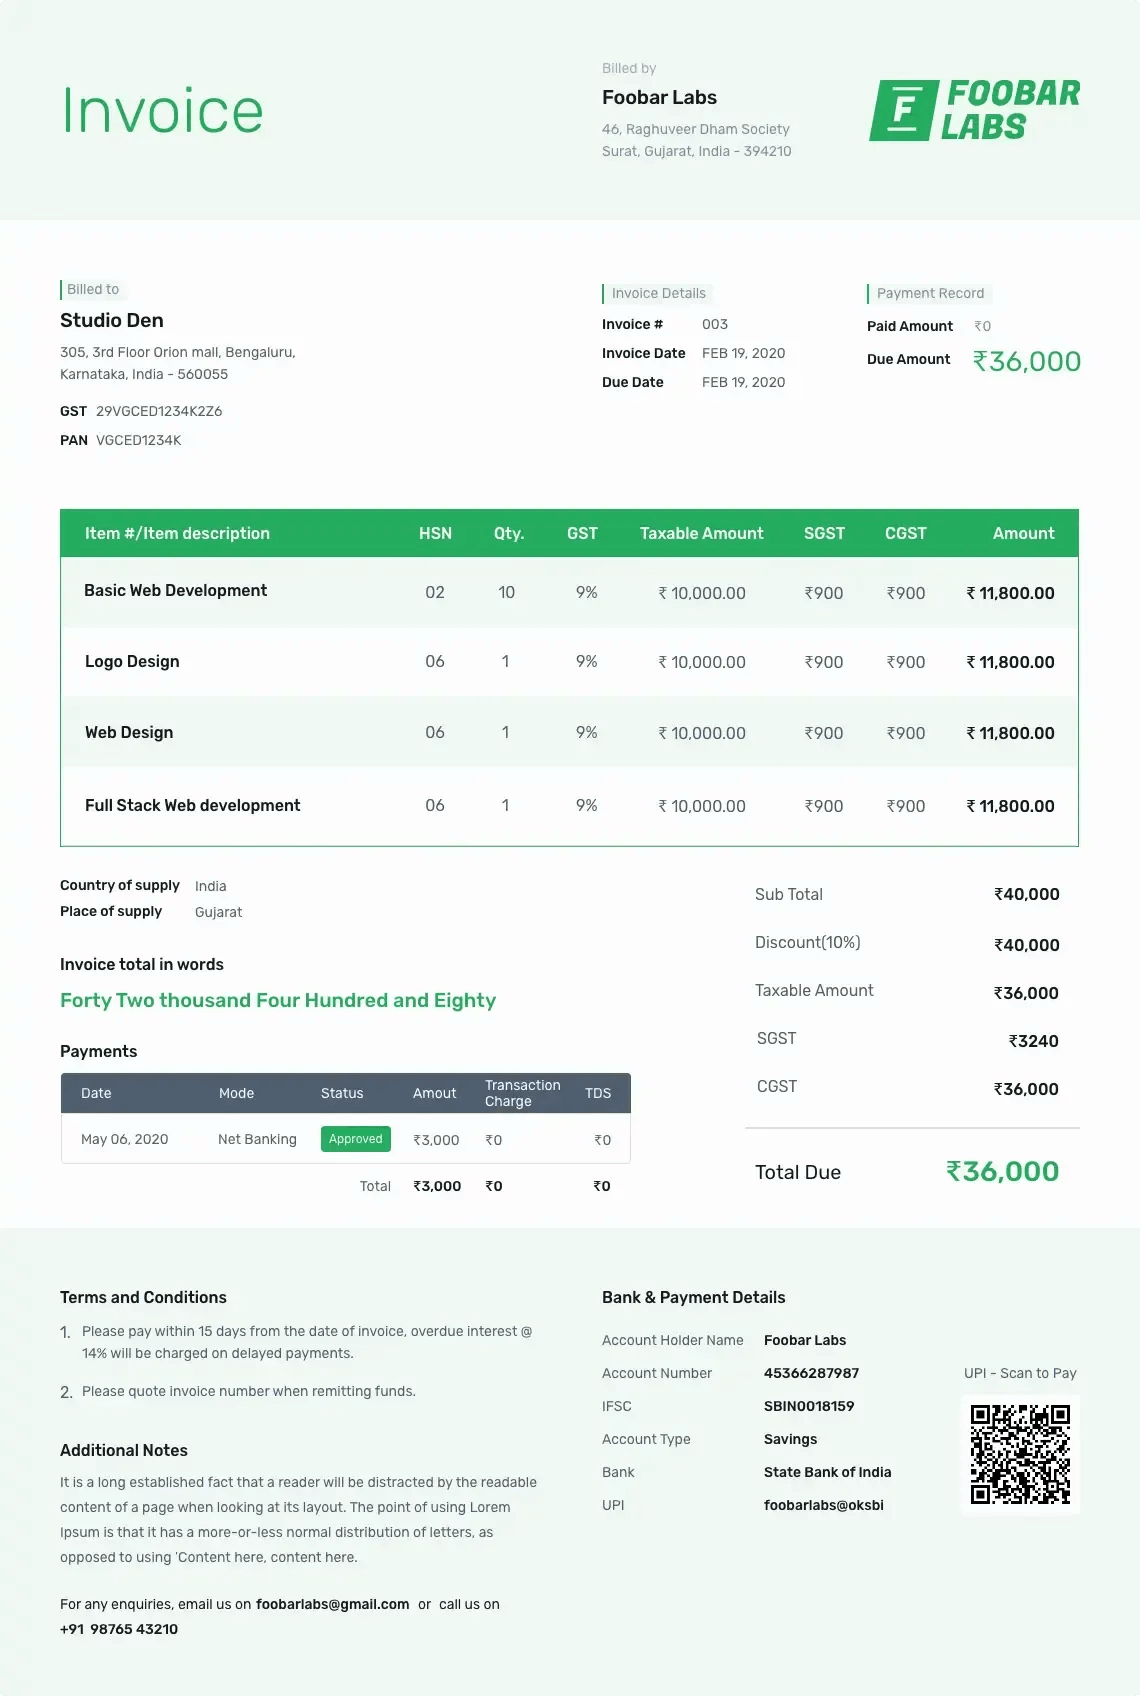 Invoice
Billed by
Foobar Labs
46, Raghuveer Dham Society
Surat, Gujarat, India - 394210
F FOOBAR
LABS
Billed to
Studio Den
305, 3rd Floor Orion mall, Bengaluru,
Karnataka, India - 560055
GST 29VGCED1234K2Z6
PAN VGCED1234K
Invoice Details
Invoice # 003
Invoice Date FEB 19, 2020
Due Date FEB 19, 2020
Payment Record
Paid Amount ₹0
Due Amount ₹36,000
Item #/Item description HSN Qty. GST Taxable Amount SGST CGST Amount
Basic Web Development 02 10 9% ₹ 10,000.00 ₹900 ₹900 ₹ 11,800.00
Logo Design 06 1 9% ₹ 10,000.00 ₹900 ₹900 ₹ 11,800.00
Web Design 06 1 9% ₹ 10,000.00 ₹900 ₹900 ₹ 11,800.00
Full Stack Web development 06 1 9% ₹ 10,000.00 ₹900 ₹900 ₹ 11,800.00
Country of supply India
Place of supply Gujarat
Invoice total in words
Forty Two thousand Four Hundred and Eighty
Sub Total ₹40,000
Discount(10%) ₹40,000
Taxable Amount ₹36,000
SGST ₹3240
CGST ₹36,000
Total Due ₹36,000
Payments
Date Mode Status Amout Transaction Charge TDS
May 06, 2020 Net Banking Approved ₹3,000 ₹0 ₹0
Total ₹3,000 ₹0 ₹0
Terms and Conditions
1. Please pay within 15 days from the date of invoice, overdue interest @
14% will be charged on delayed payments.
2. Please quote invoice number when remitting funds.
Additional Notes
It is a long established fact that a reader will be distracted by the readable
content of a page when looking at its layout. The point of using Lorem
Ipsum is that it has a more-or-less normal distribution of letters, as
opposed to using 'Content here, content here.
For any enquiries, email us on foobarlabs@gmail.com or call us on
+91 98765 43210
Bank & Payment Details
Account Holder Name Foobar Labs
Account Number 45366287987
IFSC SBIN0018159
Account Type Savings
Bank State Bank of India
UPI foobarlabs@oksbi
UPI - Scan to Pay